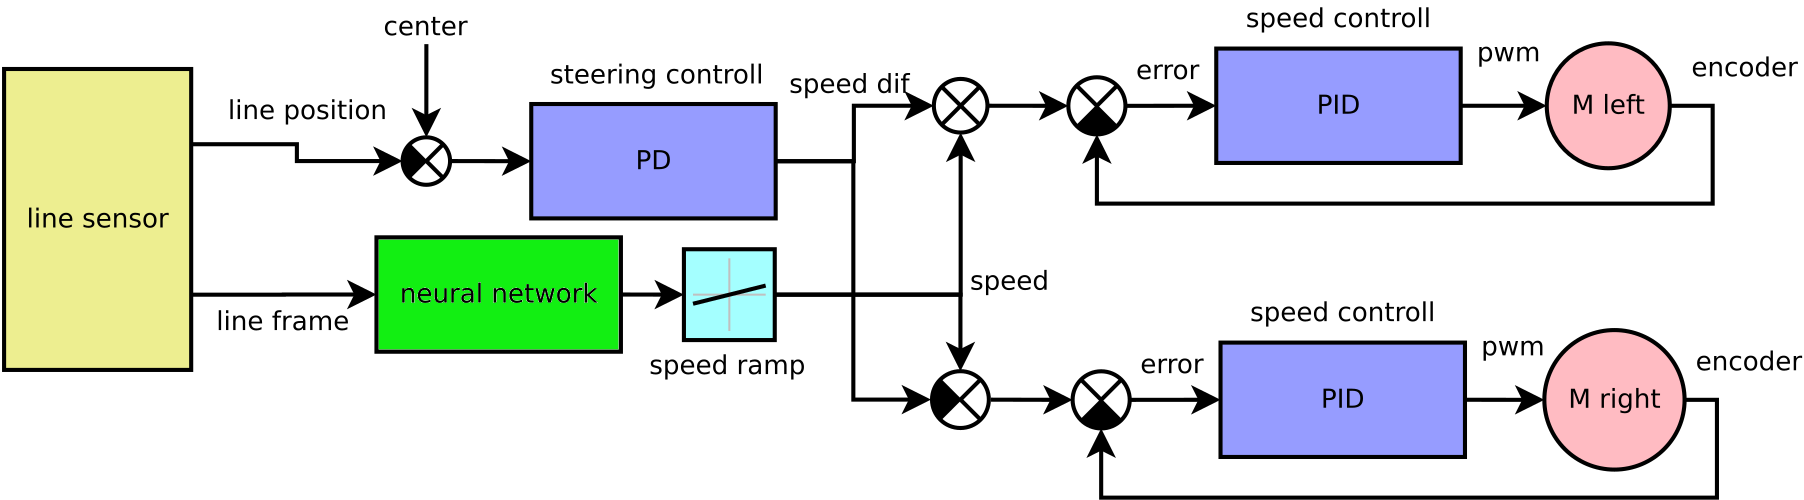 center
speed controll
steering controll
speed dif
error
pwm
encoder
line position
PD
PID
M left
line sensor
neural network
speed
line frame
speed ramp
speed controll
error
pwm
encoder
PID
M right